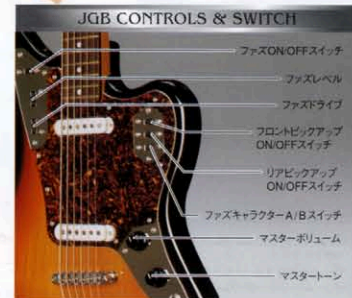 JGB CONTROLS & SWITCH
ファズON/OFFスイッチ
ファズレベル
ファズドライブ
フロントピックアップ
ON/OFFスイッチ
リアピックアップ
ON/OFFスイッチ
ファズキャラクターA/Bスイッチ
マスターボリューム
マスタートーン